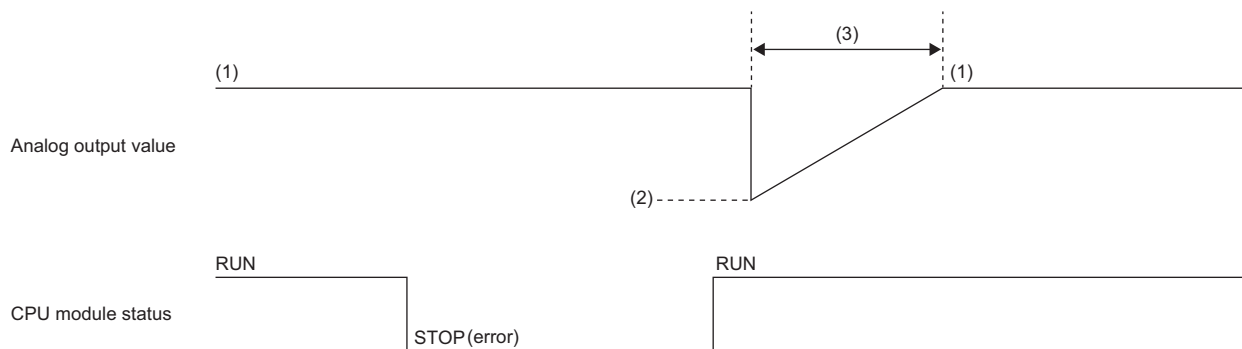 (3)
(1)
(1)
Analog output value
(2)
RUN
RUN
CPU module status
STOP(error)